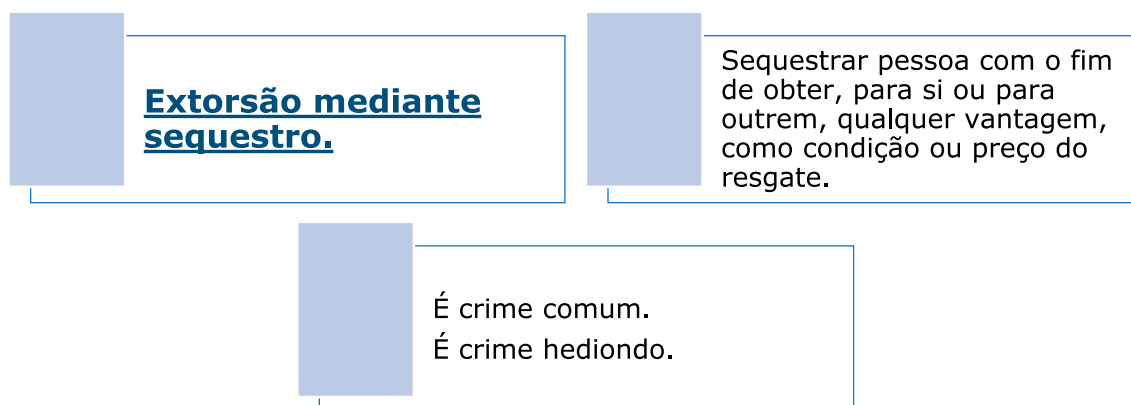 Extorsão mediante
sequestro.
Sequestrar pessoa com o fim
de obter, para si ou para
outrem, qualquer vantagem,
como condição ou preço do
resgate.
É crime comum.
É crime hediondo.